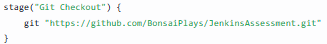 stage("Git Checkout") {
git "https://github.com/BonsaiPlays/JenkinsAssessment.git"
}